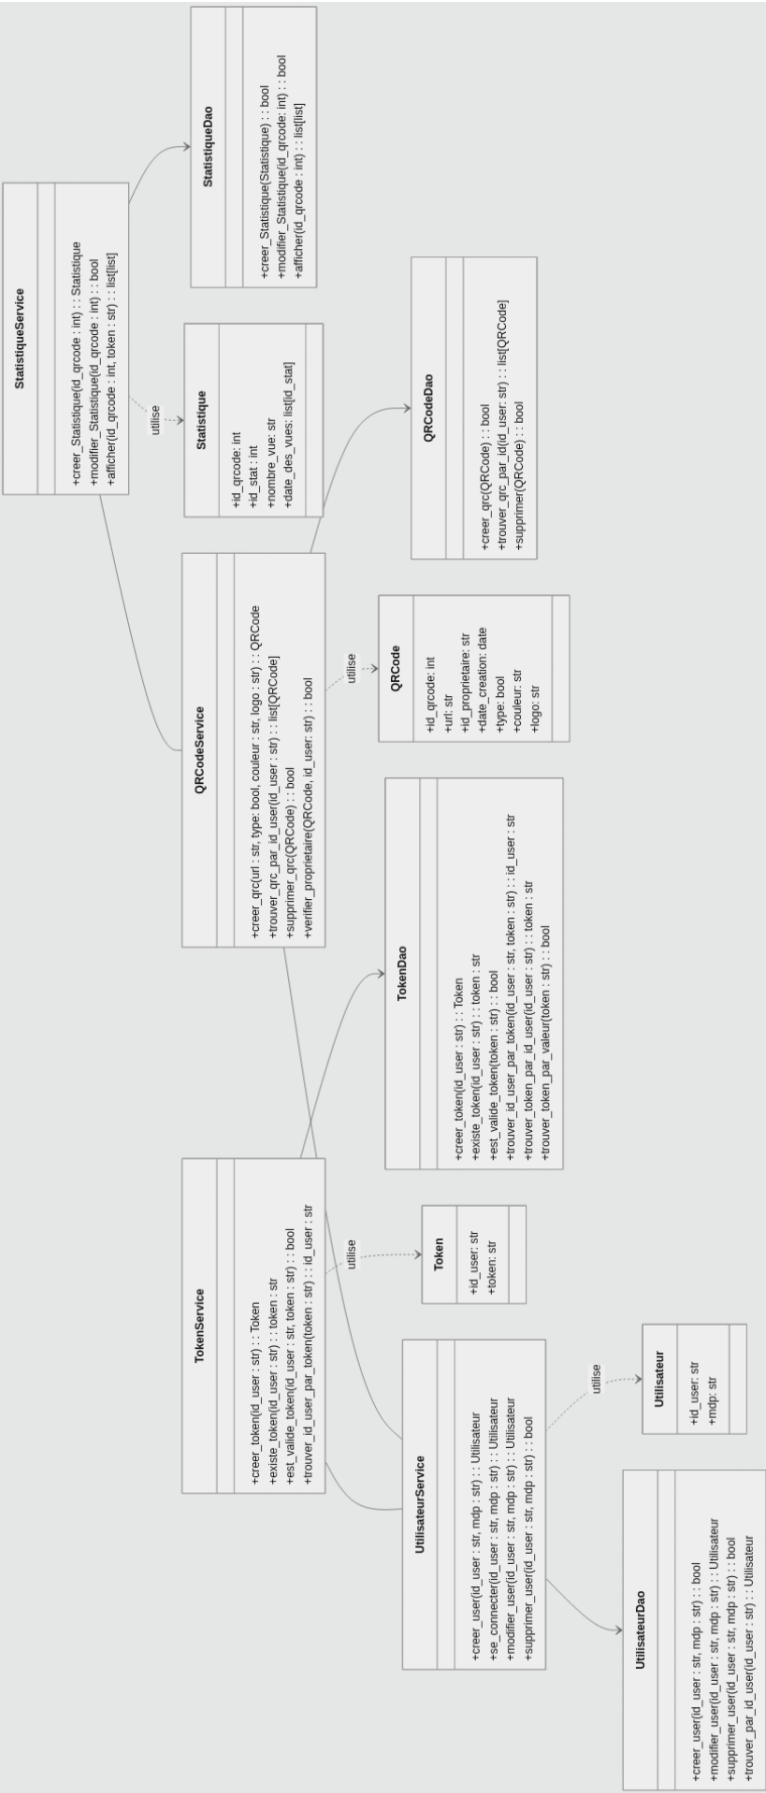 StatistiqueService
+creer_Statistique(id_qrcode : int) : : Statistique
+modifier_Statistique(id_qrcode : int) : : bool
+afficher(id_qrcode : int, token : str) : : list[list]
StatistiqueDao
+creer_Statistique(Statistique) : : bool
+modifier_Statistique(id_qrcode: int) : : bool
+afficher(id_qrcode : int) : : list[list]
utilise
Statistique
+id_qrcode: int
+id_stat : int
+nombre_vue: str
+date_des_vues: list[id_stat]
QRCodeService
+creer_qrc(url : str, type: bool, couleur : str, logo : str) : : QRCode
+trouver_qrc_par_id_user(id_user : str) : : list[QRCode]
+supprimer_qrc(QRCode) : : bool
+verifier_proprietaire(QRCode, id_user: str) : : bool
QRCodeDao
+creer_qrc(QRCode) : : bool
+trouver_qrc_par_id(id_user: str) : : list[QRCode]
+supprimer(QRCode) : : bool
utilise
QRCode
+id_qrcode: int
+url: str
+id_proprietaire: str
+date_creation: date
+type: bool
+couleur: str
+logo: str
TokenService
+creer_token(id_user : str) : : Token
+existe_token(id_user : str) : : token : str
+est_valide_token(id_user : str, token : str) : : bool
+trouver_id_user_par_token(token : str) : : id_user : str
TokenDao
+creer_token(id_user : str) : : Token
+existe_token(id_user : str) : : token : str
+est_valide_token(token : str) : : bool
+trouver_id_user_par_token(id_user : str, token : str) : : id_user : str
+trouver_token_par_id_user(id_user : str) : : token : str
+trouver_token_par_valeur(token : str) : : bool
utilise
Token
+id_user: str
+token: str
UtilisateurService
+creer_user(id_user : str, mdp : str) : : Utilisateur
+se_connecter(id_user : str, mdp : str) : : Utilisateur
+modifier_user(id_user : str, mdp : str) : : Utilisateur
+supprimer_user(id_user : str, mdp : str) : : bool
utilise
Utilisateur
+id_user: str
+mdp: str
UtilisateurDao
+creer_user(id_user : str, mdp : str) : : bool
+modifier_user(id_user : str, mdp : str) : : Utilisateur
+supprimer_user(id_user : str, mdp : str) : : bool
+trouver_par_id_user(id_user : str) : : Utilisateur